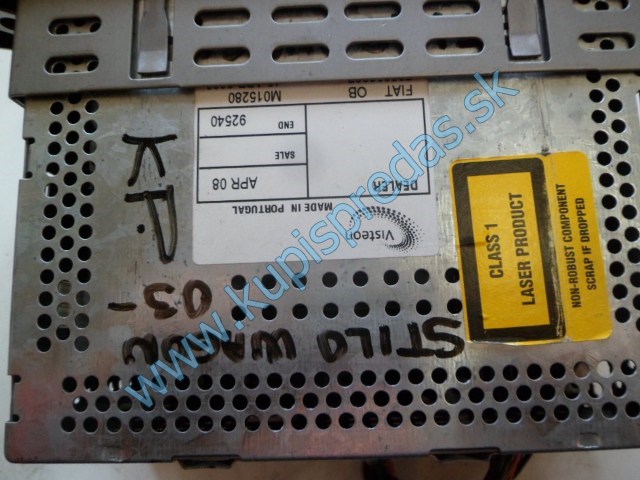 FIAT OB
M015280
92540
END
SALE
APR 08
DEALER
MADE IN PORTUGAL
Visteon
CLASS 1
LASER PRODUCT
NON-ROBUST COMPONENT
SCRAP IF DROPPED
STILO WAGON
03-
www.kupispredas.sk